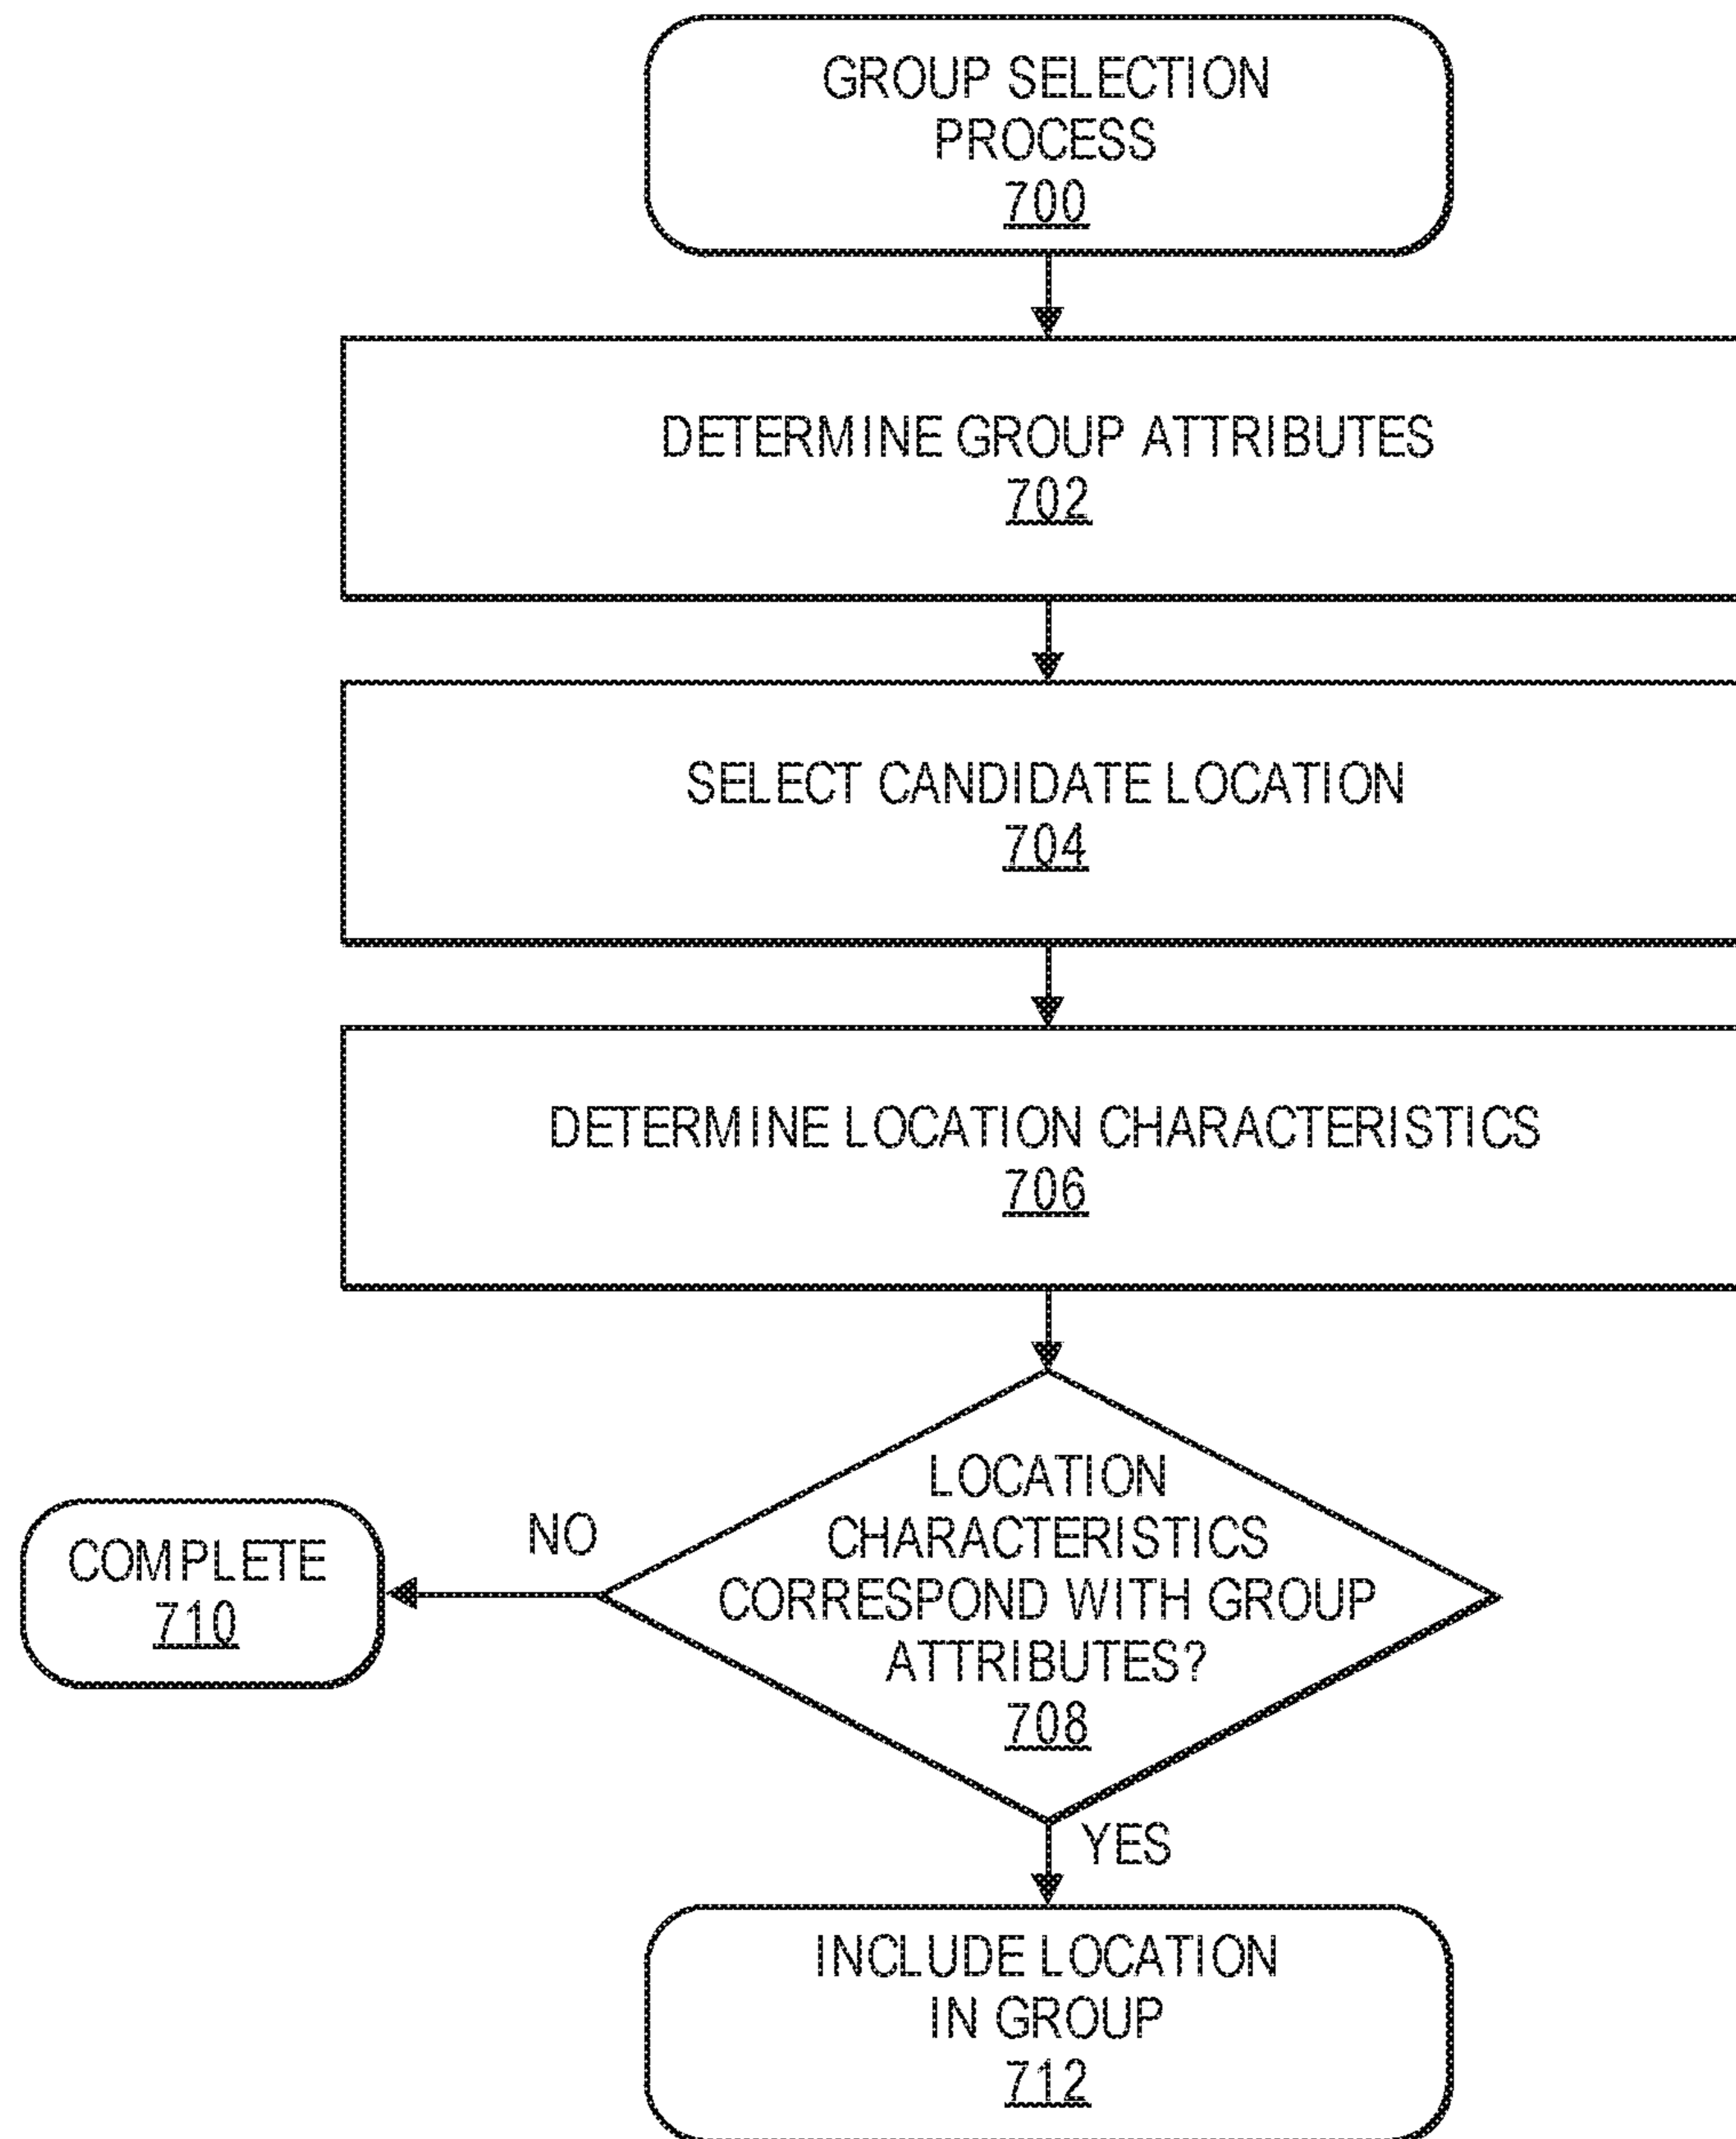 GROUP SELECTION
PROCESS
700
DETERMINE GROUP ATTRIBUTES
702
SELECT CANDIDATE LOCATION
704
DETERMINE LOCATION CHARACTERISTICS
706
LOCATION
CHARACTERISTICS
CORRESPOND WITH GROUP
ATTRIBUTES?
708
NO
COMPLETE
710
YES
INCLUDE LOCATION
IN GROUP
712